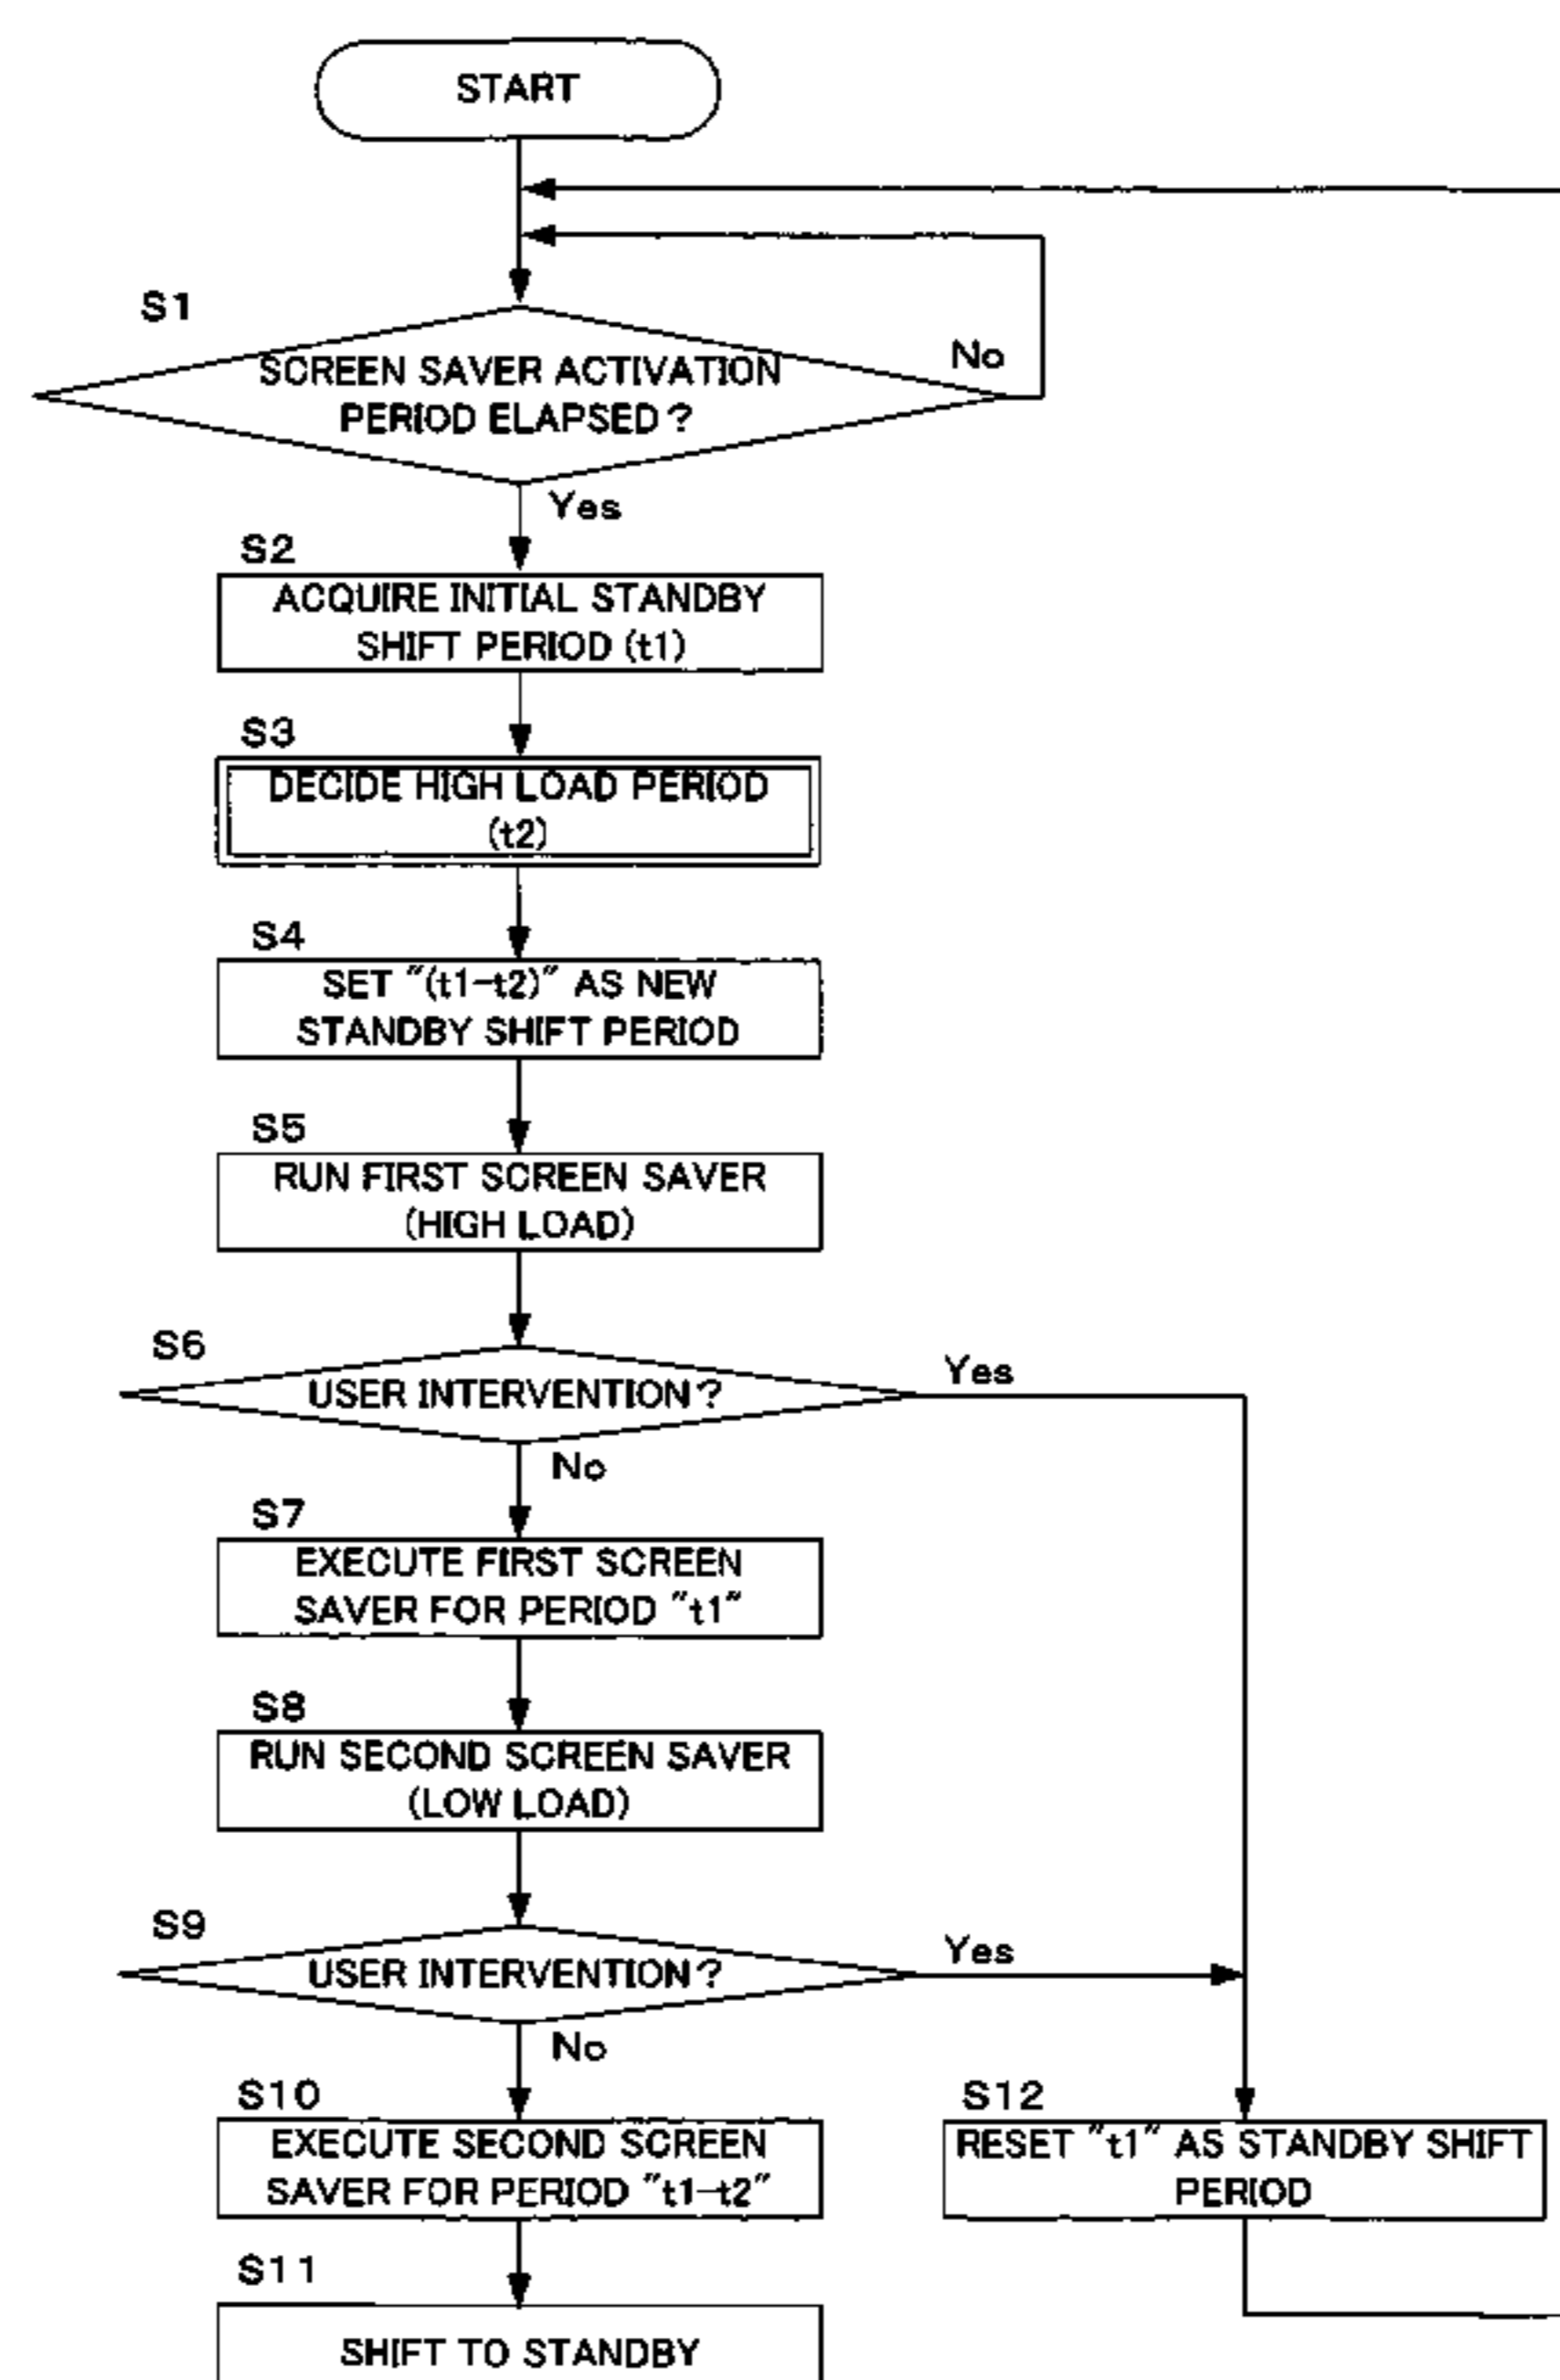 START
S1
SCREEN SAVER ACTIVATION
PERIOD ELAPSED?
No
Yes
S2
ACQUIRE INITIAL STANDBY
SHIFT PERIOD (t1)
S3
DECIDE HIGH LOAD PERIOD
(t2)
S4
SET "(t1-t2)" AS NEW
STANDBY SHIFT PERIOD
S5
RUN FIRST SCREEN SAVER
(HIGH LOAD)
S6
USER INTERVENTION?
Yes
No
S7
EXECUTE FIRST SCREEN
SAVER FOR PERIOD "t1"
S8
RUN SECOND SCREEN SAVER
(LOW LOAD)
S9
USER INTERVENTION?
Yes
No
S10
EXECUTE SECOND SCREEN
SAVER FOR PERIOD "t1-t2"
S12
RESET "t1" AS STANDBY SHIFT
PERIOD
S11
SHIFT TO STANDBY